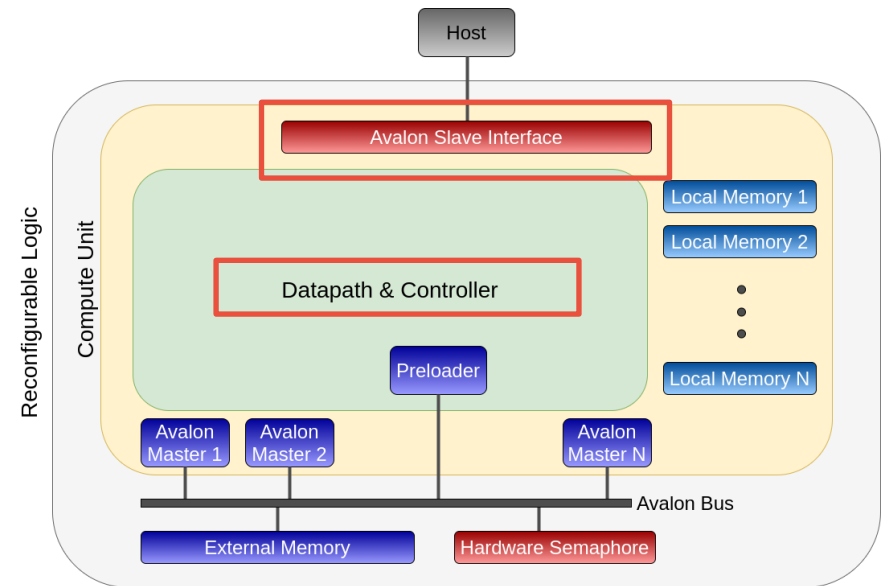 Host
Avalon Slave Interface
Reconfigurable Logic
Compute Unit
Local Memory 1
Local Memory 2
Datapath & Controller
Preloader
Local Memory N
Avalon
Master 1
Avalon
Master 2
Avalon
Master N
Avalon Bus
External Memory
Hardware Semaphore